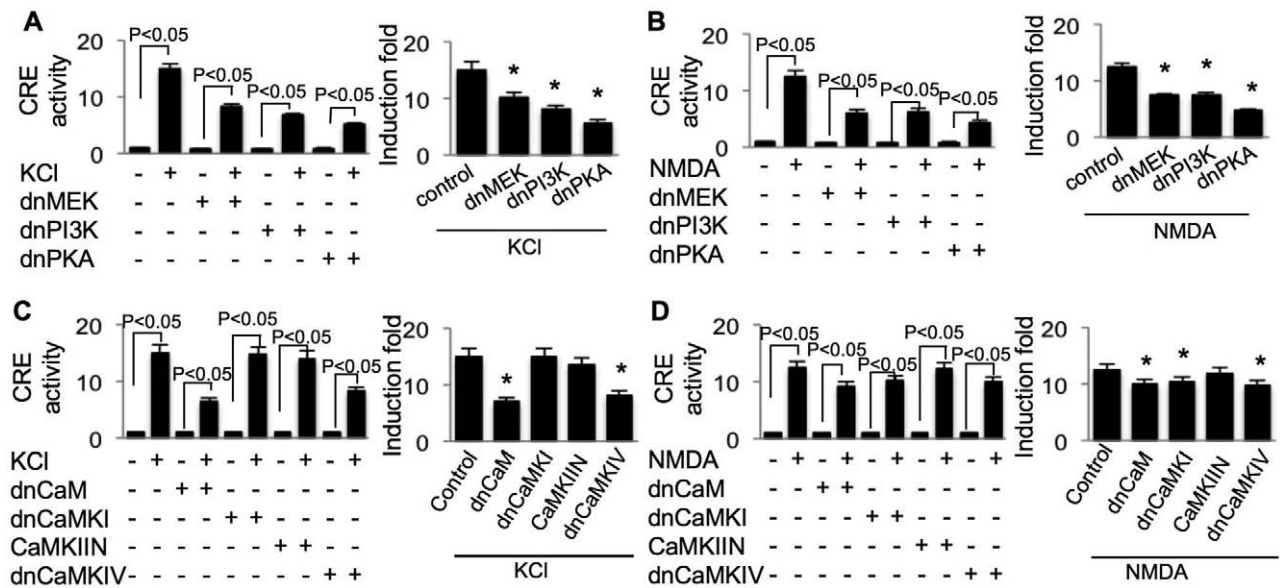 A
CRE activity
20
10
0
P<0.05 P<0.05 P<0.05 P<0.05
KCl - + - + - + - +
dnMEK - - + + - - - -
dnPI3K - - - - + + - -
dnPKA - - - - - - + +
Induction fold
20
10
0
* * *
control dnMEK dnPI3K dnPKA
KCl
B
CRE activity
20
10
0
P<0.05 P<0.05 P<0.05 P<0.05
NMDA - + - + - + - +
dnMEK - - + + - - - -
dnPI3K - - - - + + - -
dnPKA - - - - - - + +
Induction fold
20
10
0
* * *
control dnMEK dnPI3K dnPKA
NMDA
C
CRE activity
20
10
0
P<0.05 P<0.05 P<0.05 P<0.05 P<0.05
KCl - + - + - + - + - +
dnCaM - - + + - - - - - -
dnCaMKI - - - - + + - - - -
CaMKIIN - - - - - - + + - -
dnCaMKIV - - - - - - - - + +
Induction fold
20
10
0
* *
Control dnCaM dnCaMKI CaMKIIN dnCaMKIV
KCl
D
CRE activity
20
10
0
P<0.05 P<0.05 P<0.05 P<0.05 P<0.05
NMDA - + - + - + - + - +
dnCaM - - + + - - - - - -
dnCaMKI - - - - + + - - - -
CaMKIIN - - - - - - + + - -
dnCaMKIV - - - - - - - - + +
Induction fold
20
10
0
* * *
Control dnCaM dnCaMKI CaMKIIN dnCaMKIV
NMDA